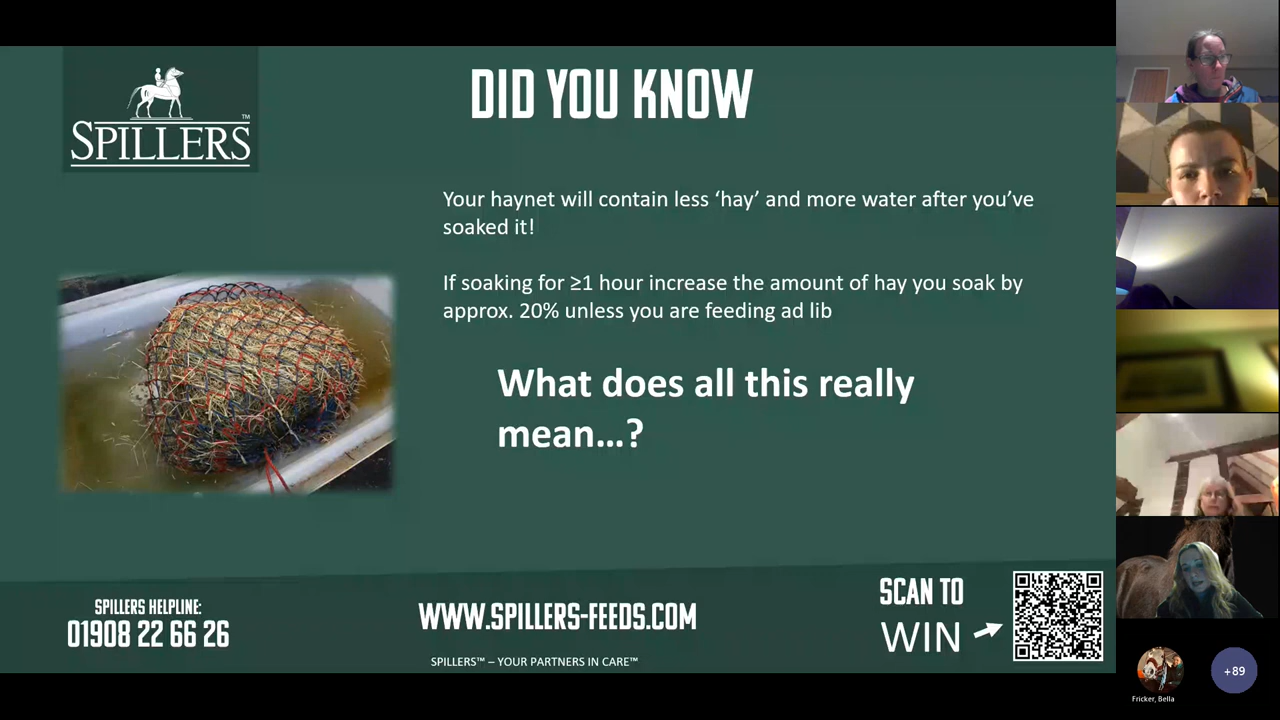 SPILLERS™
DID YOU KNOW
Your haynet will contain less ‘hay’ and more water after you’ve
soaked it!
If soaking for ≥1 hour increase the amount of hay you soak by
approx. 20% unless you are feeding ad lib
What does all this really
mean…?
SPILLERS HELPLINE:
01908 22 66 26
WWW.SPILLERS-FEEDS.COM
SPILLERS™ – YOUR PARTNERS IN CARE™
SCAN TO
WIN
Fricker, Bella
+89